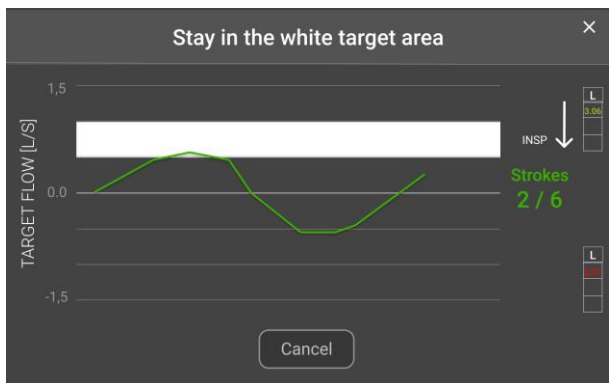 Stay in the white target area
×
1,5
L
3.06
INSP
TARGET FLOW [L/S]
Strokes
0.0
2 / 6
L
-1,5
Cancel